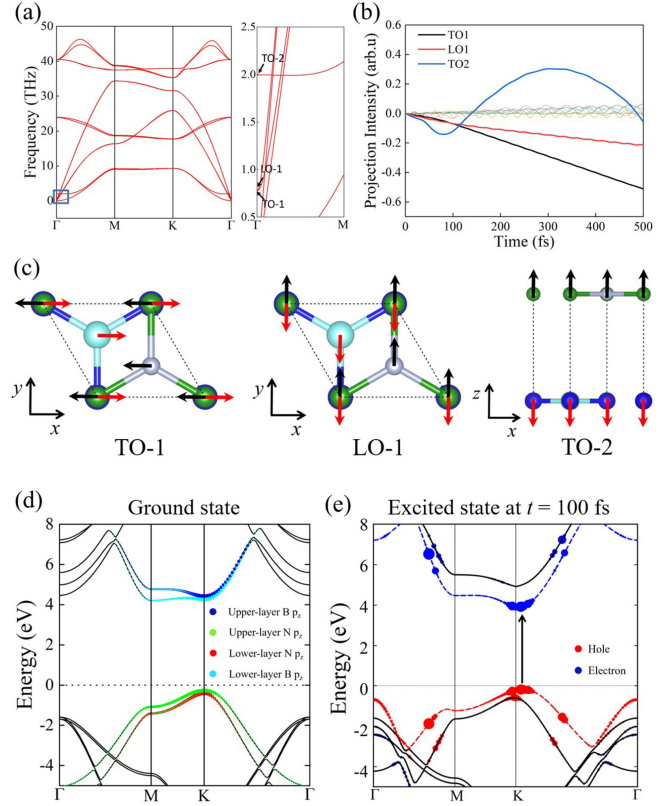 (a)
Frequency (THz)
50
40
30
20
10
0
Γ M K Γ
2.5
2.0
1.5
1.0
0.5
TO-2
LO-1
TO-1
Γ M
(b)
Projection Intensity (arb.u)
0.6
0.4
0.2
0.0
-0.2
-0.4
-0.6
TO1
LO1
TO2
0 100 200 300 400 500
Time (fs)
(c)
y
x
TO-1
y
x
LO-1
z
x
TO-2
(d)
Ground state
Energy (eV)
8
6
4
2
0
-2
-4
Upper-layer B pz
Upper-layer N pz
Lower-layer N pz
Lower-layer B pz
Γ M K Γ
(e)
Excited state at t = 100 fs
Energy (eV)
8
6
4
2
0
-2
-4
Hole
Electron
Γ M K Γ